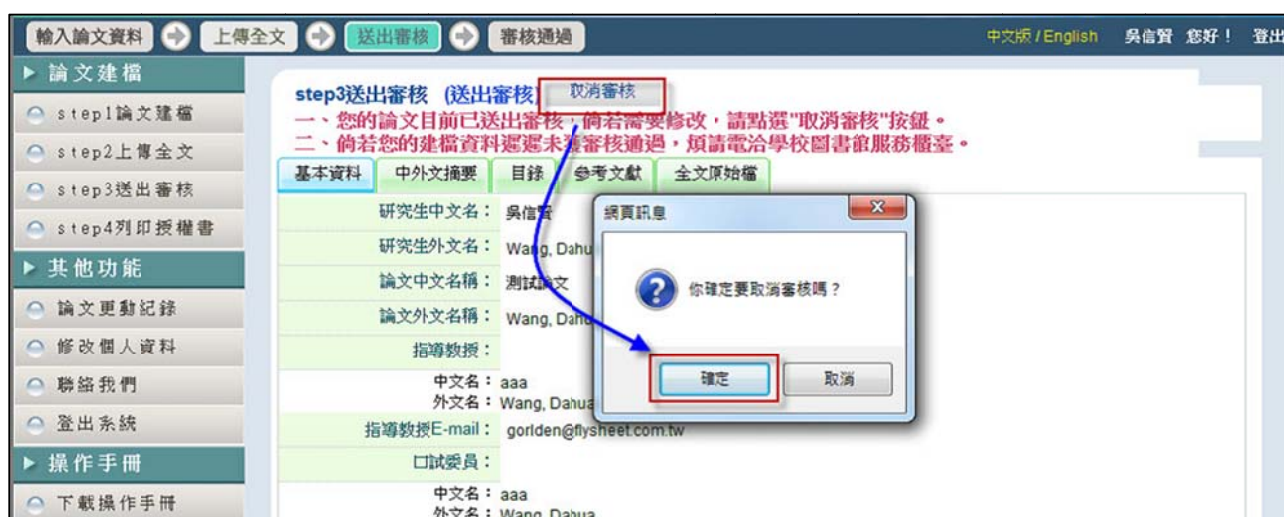 輸入論文資料 上傳全文 送出審核 審核通過 中文版 / English 吳信賢 您好！ 登出
論文建檔
step1論文建檔
step2上傳全文
step3送出審核
step4列印授權書
其他功能
論文更動紀錄
修改個人資料
聯絡我們
登出系統
操作手冊
下載操作手冊
step3送出審核 (送出審核) 取消審核
一、您的論文目前已送出審核，倘若需要修改，請點選"取消審核"按鈕。
二、倘若您的建檔資料遲遲未獲審核通過，煩請電洽學校圖書館服務櫃臺。
基本資料 中外文摘要 目錄 參考文獻 全文原始檔
研究生中文名： 吳信賢
研究生外文名： Wang, Dahu
論文中文名稱： 測試論文
論文外文名稱： Wang, Dahu
指導教授：
中文名： aaa
外文名： Wang, Dahua
指導教授E-mail： gorlden@flysheet.com.tw
口試委員：
中文名： aaa
外文名： Wang, Dahua
網頁訊息
你確定要取消審核嗎？
確定 取消